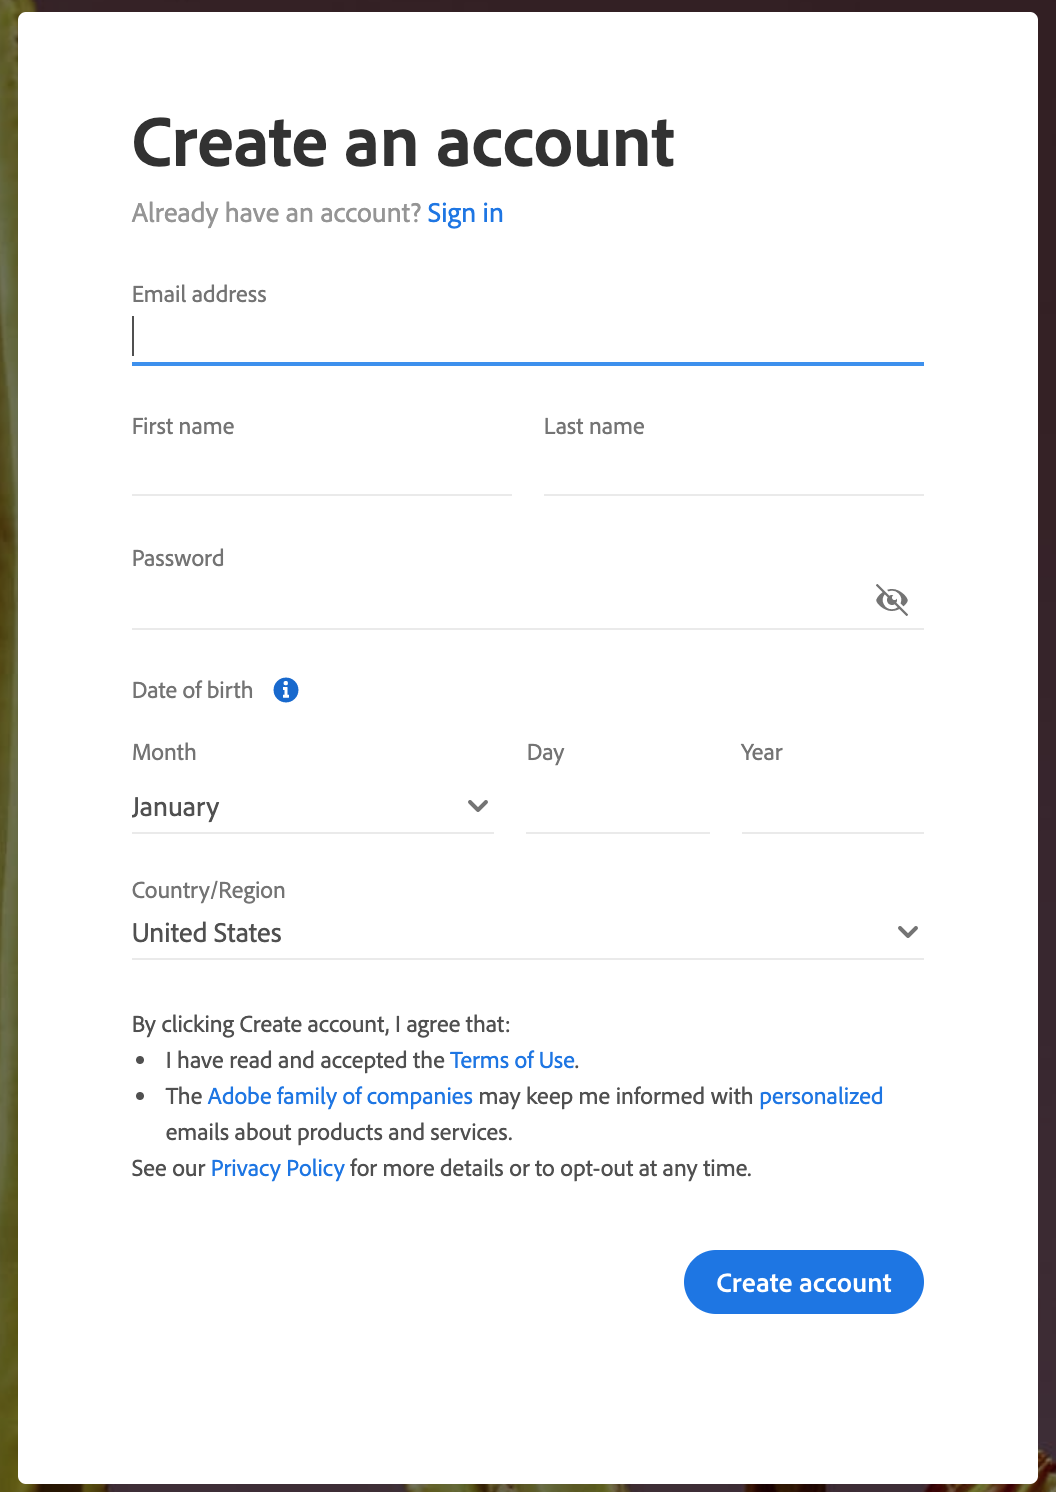 Create an account
Already have an account? Sign in
Email address
First name Last name
Password
Date of birth
Month Day Year
January
Country/Region
United States
By clicking Create account, I agree that:
• I have read and accepted the Terms of Use.
• The Adobe family of companies may keep me informed with personalized
emails about products and services.
See our Privacy Policy for more details or to opt-out at any time.
Create account